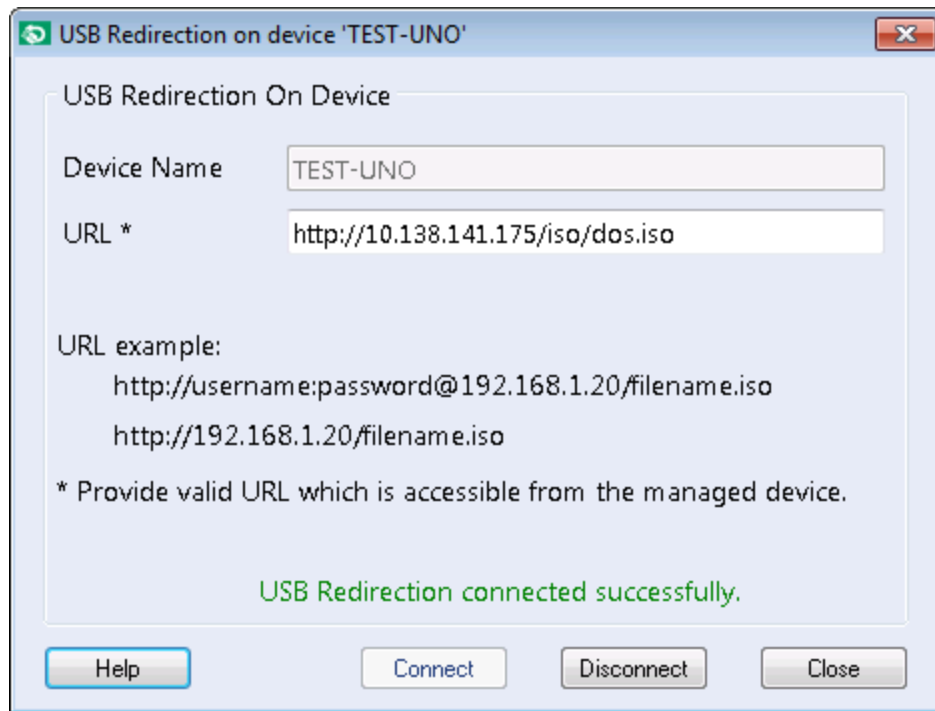 USB Redirection on device 'TEST-UNO'
USB Redirection On Device
Device Name TEST-UNO
URL * http://10.138.141.175/iso/dos.iso
URL example:
http://username:password@192.168.1.20/filename.iso
http://192.168.1.20/filename.iso
* Provide valid URL which is accessible from the managed device.
USB Redirection connected successfully.
Help Connect Disconnect Close